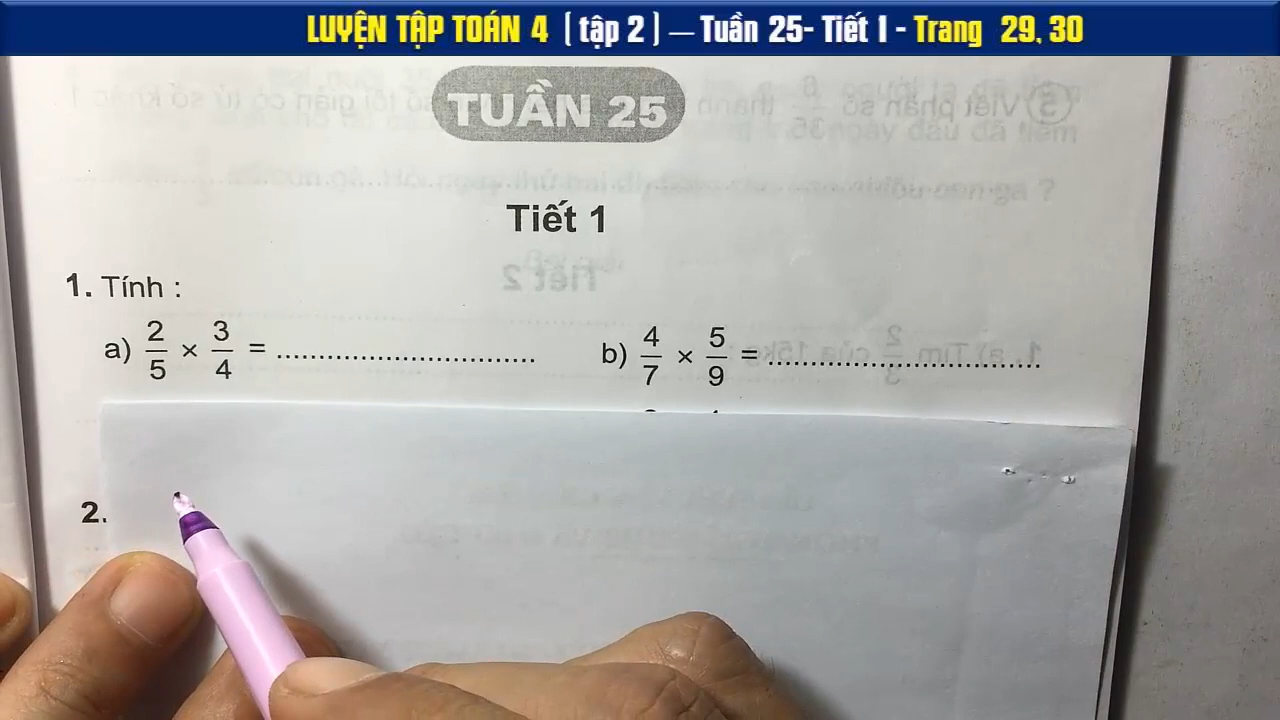 LUYỆN TẬP TOÁN 4 ( tập 2 ) — Tuần 25- Tiết 1 - Trang 29, 30
TUẦN 25
Tiết 1
1. Tính :
a) 2/5 × 3/4 = ............................... b) 4/7 × 5/9 = .................................
2.